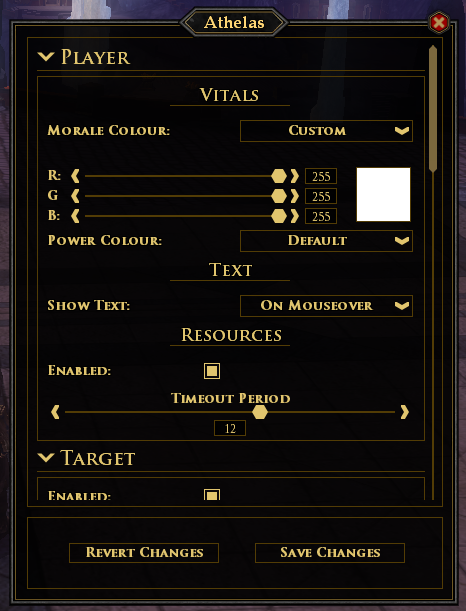 Athelas
Player
Vitals
Morale Colour: Custom
R: 255
G 255
B: 255
Power Colour: Default
Text
Show Text: On Mouseover
Resources
Enabled:
Timeout Period
12
Target
Enabled:
Revert Changes Save Changes